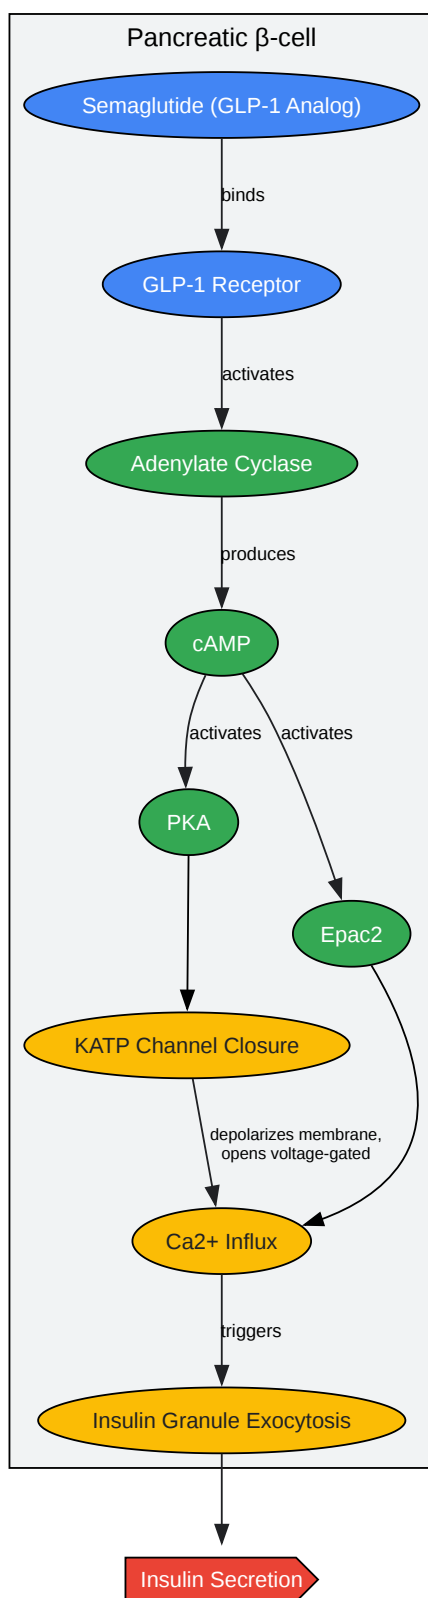 Pancreatic β-cell
Semaglutide (GLP-1 Analog)
binds
GLP-1 Receptor
activates
Adenylate Cyclase
produces
cAMP
activates
activates
PKA
Epac2
KATP Channel Closure
depolarizes membrane,
opens voltage-gated
Ca2+ Influx
triggers
Insulin Granule Exocytosis
Insulin Secretion